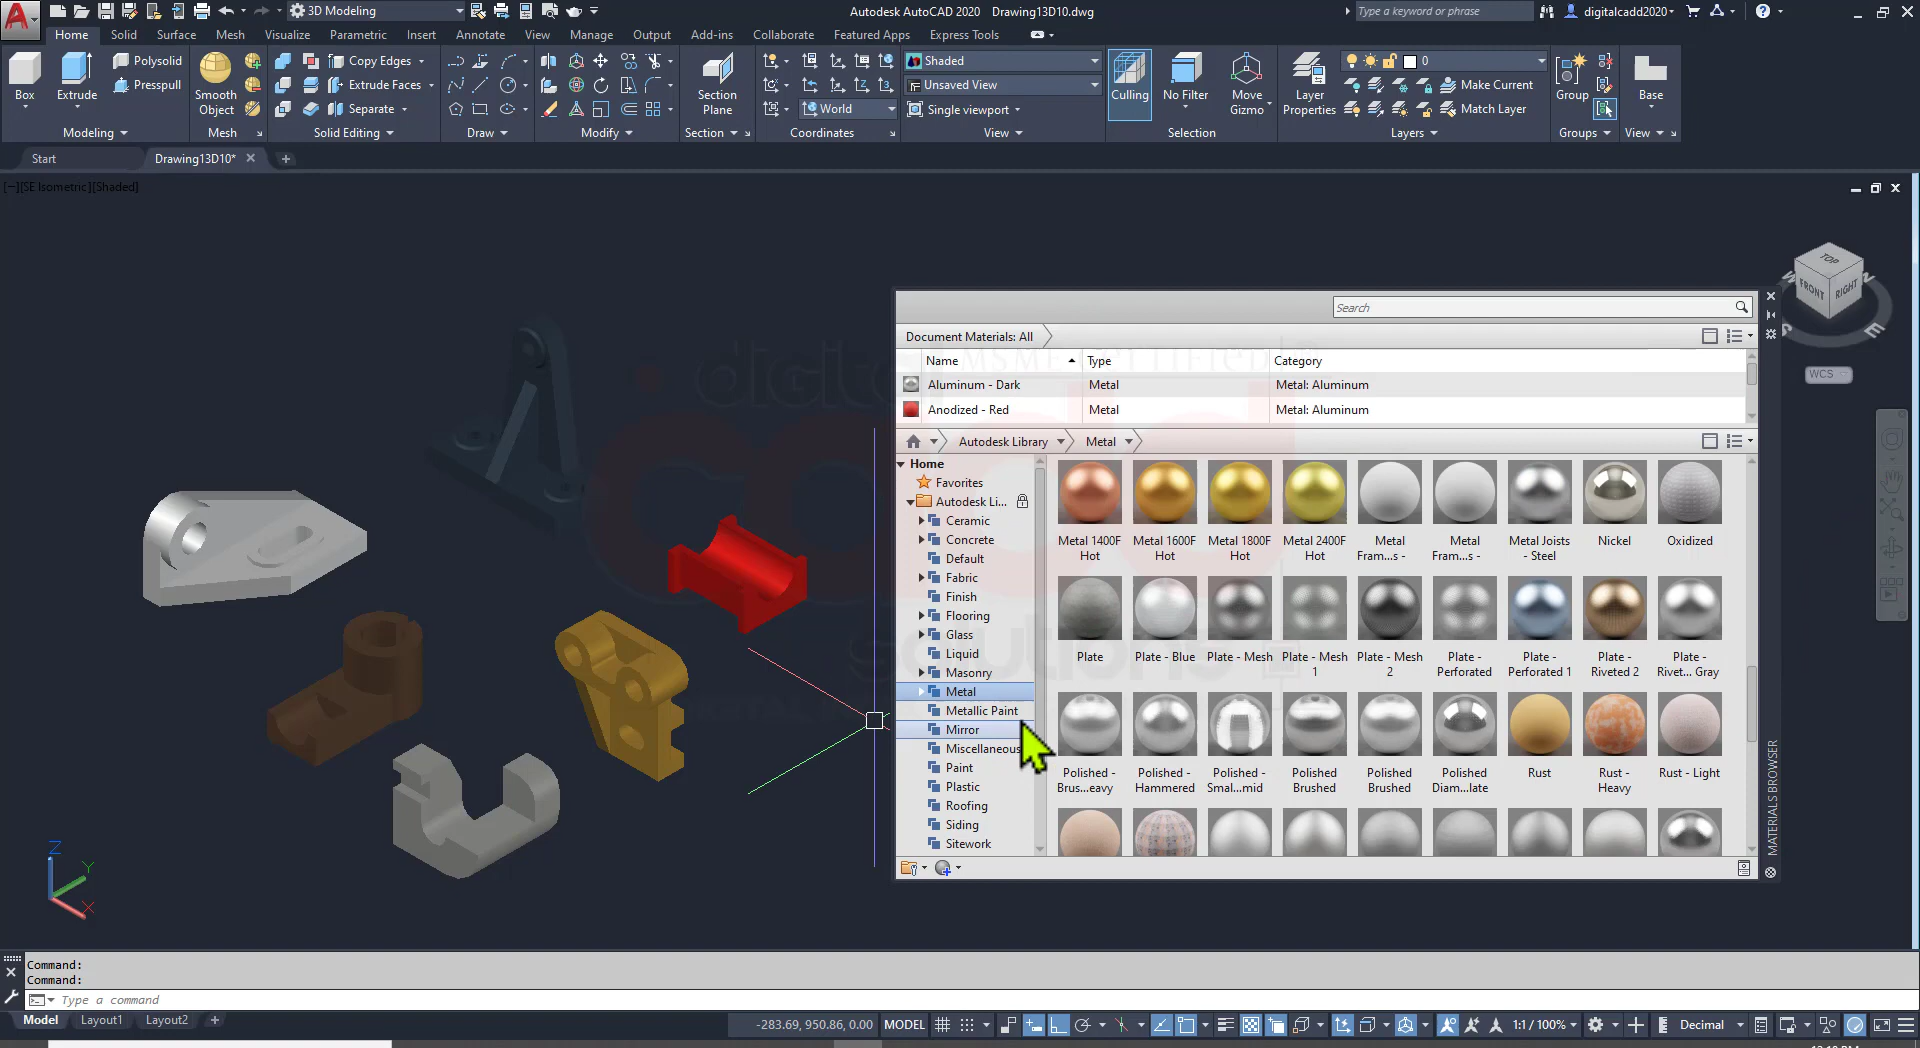 3D Modeling
Autodesk AutoCAD 2020 Drawing13D10.dwg
Type a keyword or phrase
digitalcadd2020
Home Solid Surface Mesh Visualize Parametric Insert Annotate View Manage Output Add-ins Collaborate Featured Apps Express Tools
Box
Extrude
Polysolid
Presspull
Smooth Object
Copy Edges
Extrude Faces
Separate
Section Plane
World
Shaded
Unsaved View
Single viewport
Culling
No Filter
Move Gizmo
Layer Properties
0
Make Current
Match Layer
Group
Base
Modeling Mesh Solid Editing Draw Modify Section Coordinates View Selection Layers Groups View
Start Drawing13D10*
[−][SE Isometric][Shaded]
TOP
FRONT
RIGHT
W
N
S
E
WCS
Search
Document Materials: All
Name Type Category
Aluminum - Dark Metal Metal: Aluminum
Anodized - Red Metal Metal: Aluminum
Autodesk Library Metal
Home
Favorites
Autodesk Li...
Ceramic
Concrete
Default
Fabric
Finish
Flooring
Glass
Liquid
Masonry
Metal
Metallic Paint
Mirror
Miscellaneous
Paint
Plastic
Roofing
Siding
Sitework
Metal 1400F Hot
Metal 1600F Hot
Metal 1800F Hot
Metal 2400F Hot
Metal Fram...s -
Metal Fram...s -
Metal Joists - Steel
Nickel
Oxidized
Plate
Plate - Blue
Plate - Mesh
Plate - Mesh 1
Plate - Mesh 2
Plate - Perforated
Plate - Perforated 1
Plate - Riveted 2
Plate - Rivet... Gray
Polished - Brus...eavy
Polished - Hammered
Polished - Smal...mid
Polished Brushed
Polished Brushed
Polished Diam...late
Rust
Rust - Heavy
Rust - Light
MATERIALS BROWSER
digital
cadd
solutions
Z
Y
X
Command:
Command:
Type a command
Model Layout1 Layout2
-283.69, 950.86, 0.00 MODEL 1:1 / 100% Decimal